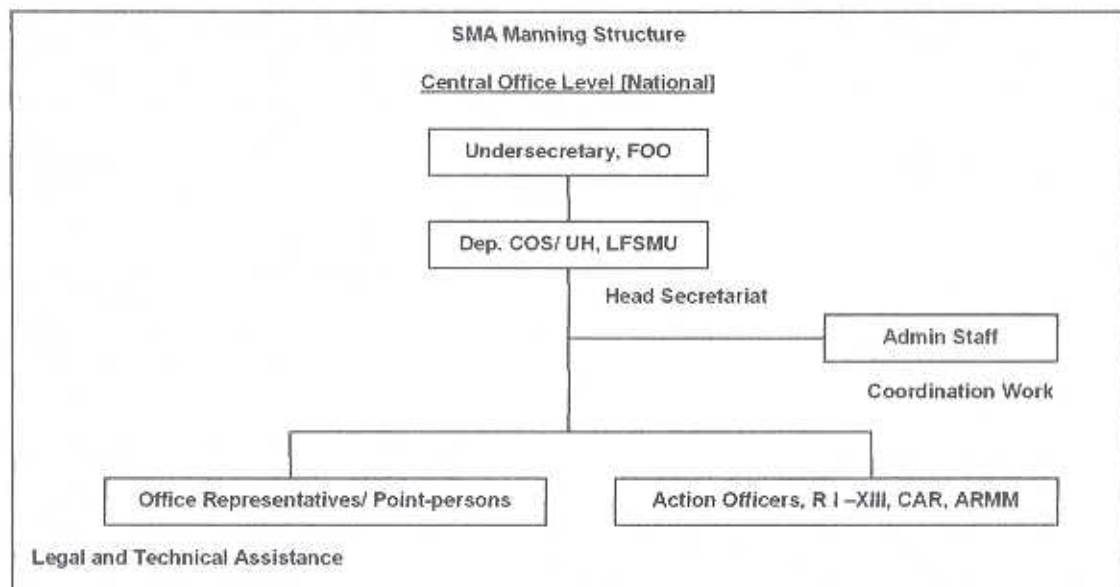 SMA Manning Structure
Central Office Level [National]
Undersecretary, FOO
Dep. COS/ UH, LFSMU
Head Secretariat
Admin Staff
Coordination Work
Office Representatives/ Point-persons
Action Officers, R I –XIII, CAR, ARMM
Legal and Technical Assistance